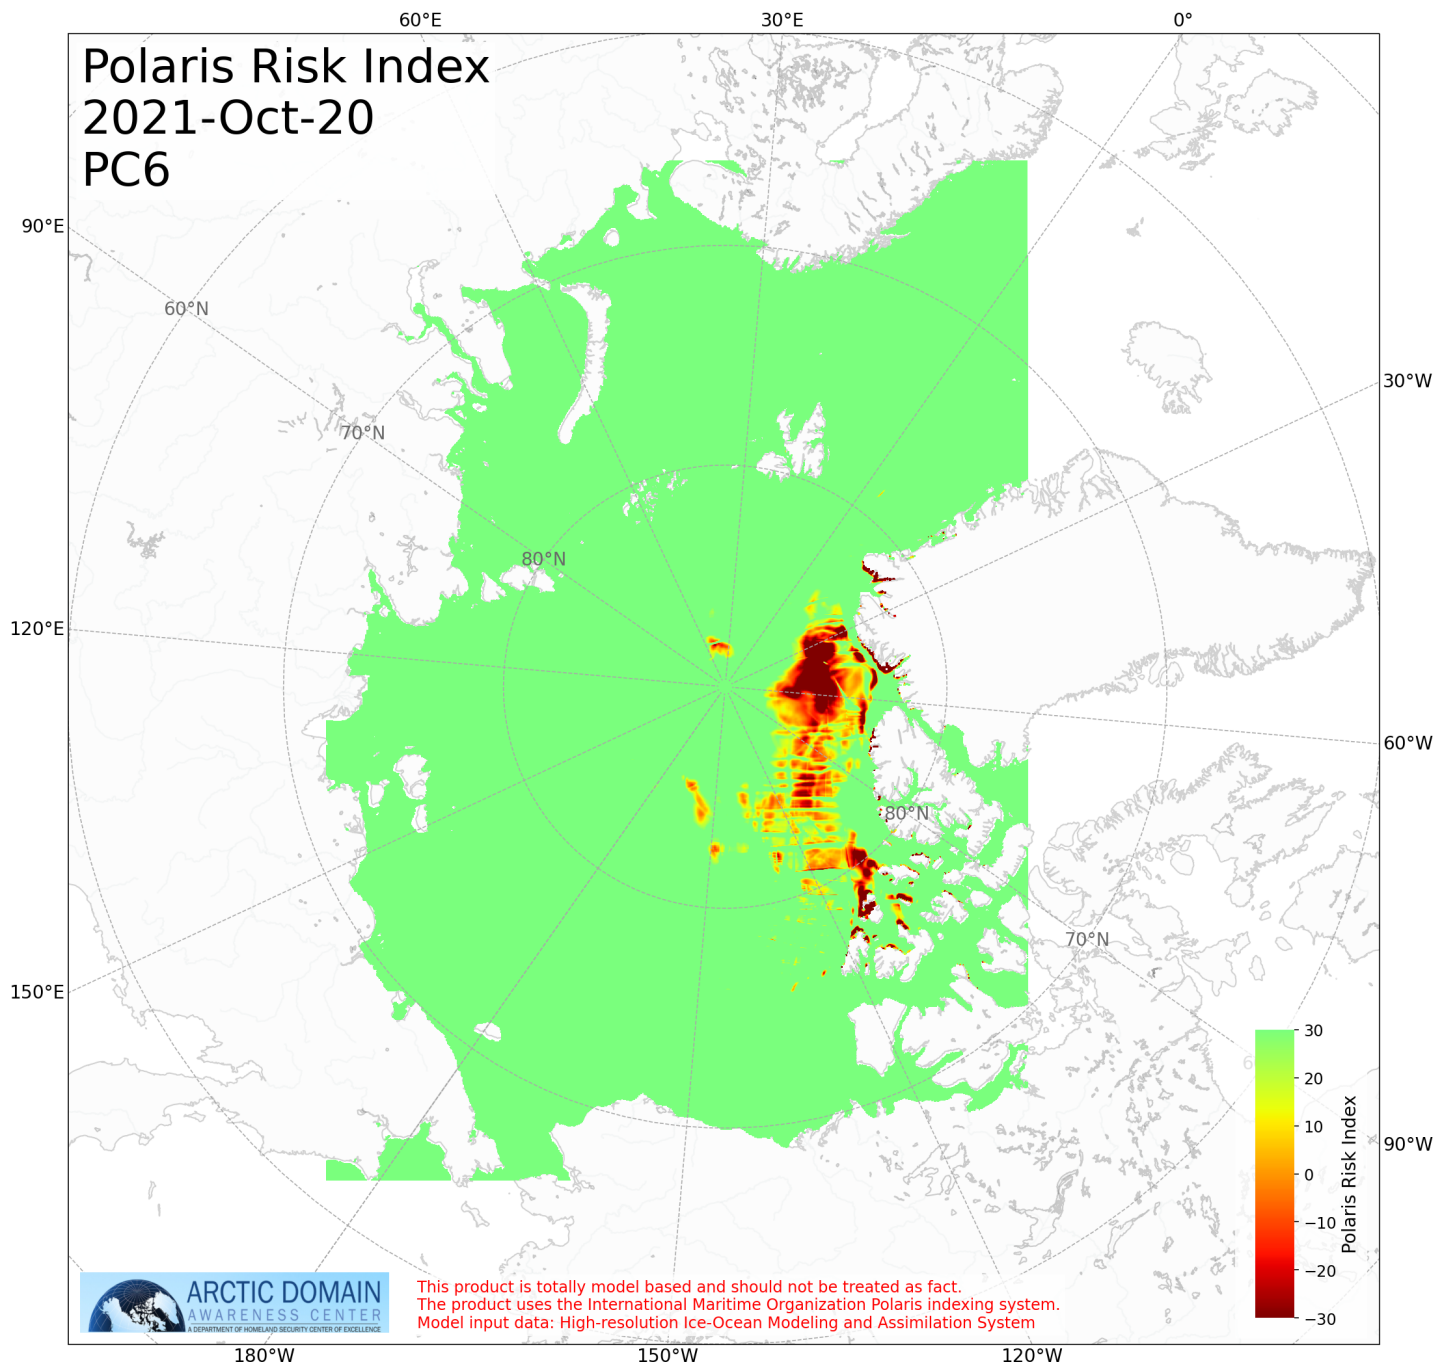 60°E
30°E
0°
Polaris Risk Index
2021-Oct-20
PC6
90°E
60°N
30°W
70°N
80°N
120°E
60°W
80°N
70°N
150°E
30
20
10
0
−10
−20
−30
Polaris Risk Index
90°W
ARCTIC DOMAIN
AWARENESS CENTER
A DEPARTMENT OF HOMELAND SECURITY CENTER OF EXCELLENCE
This product is totally model based and should not be treated as fact.
The product uses the International Maritime Organization Polaris indexing system.
Model input data: High-resolution Ice-Ocean Modeling and Assimilation System
180°W
150°W
120°W